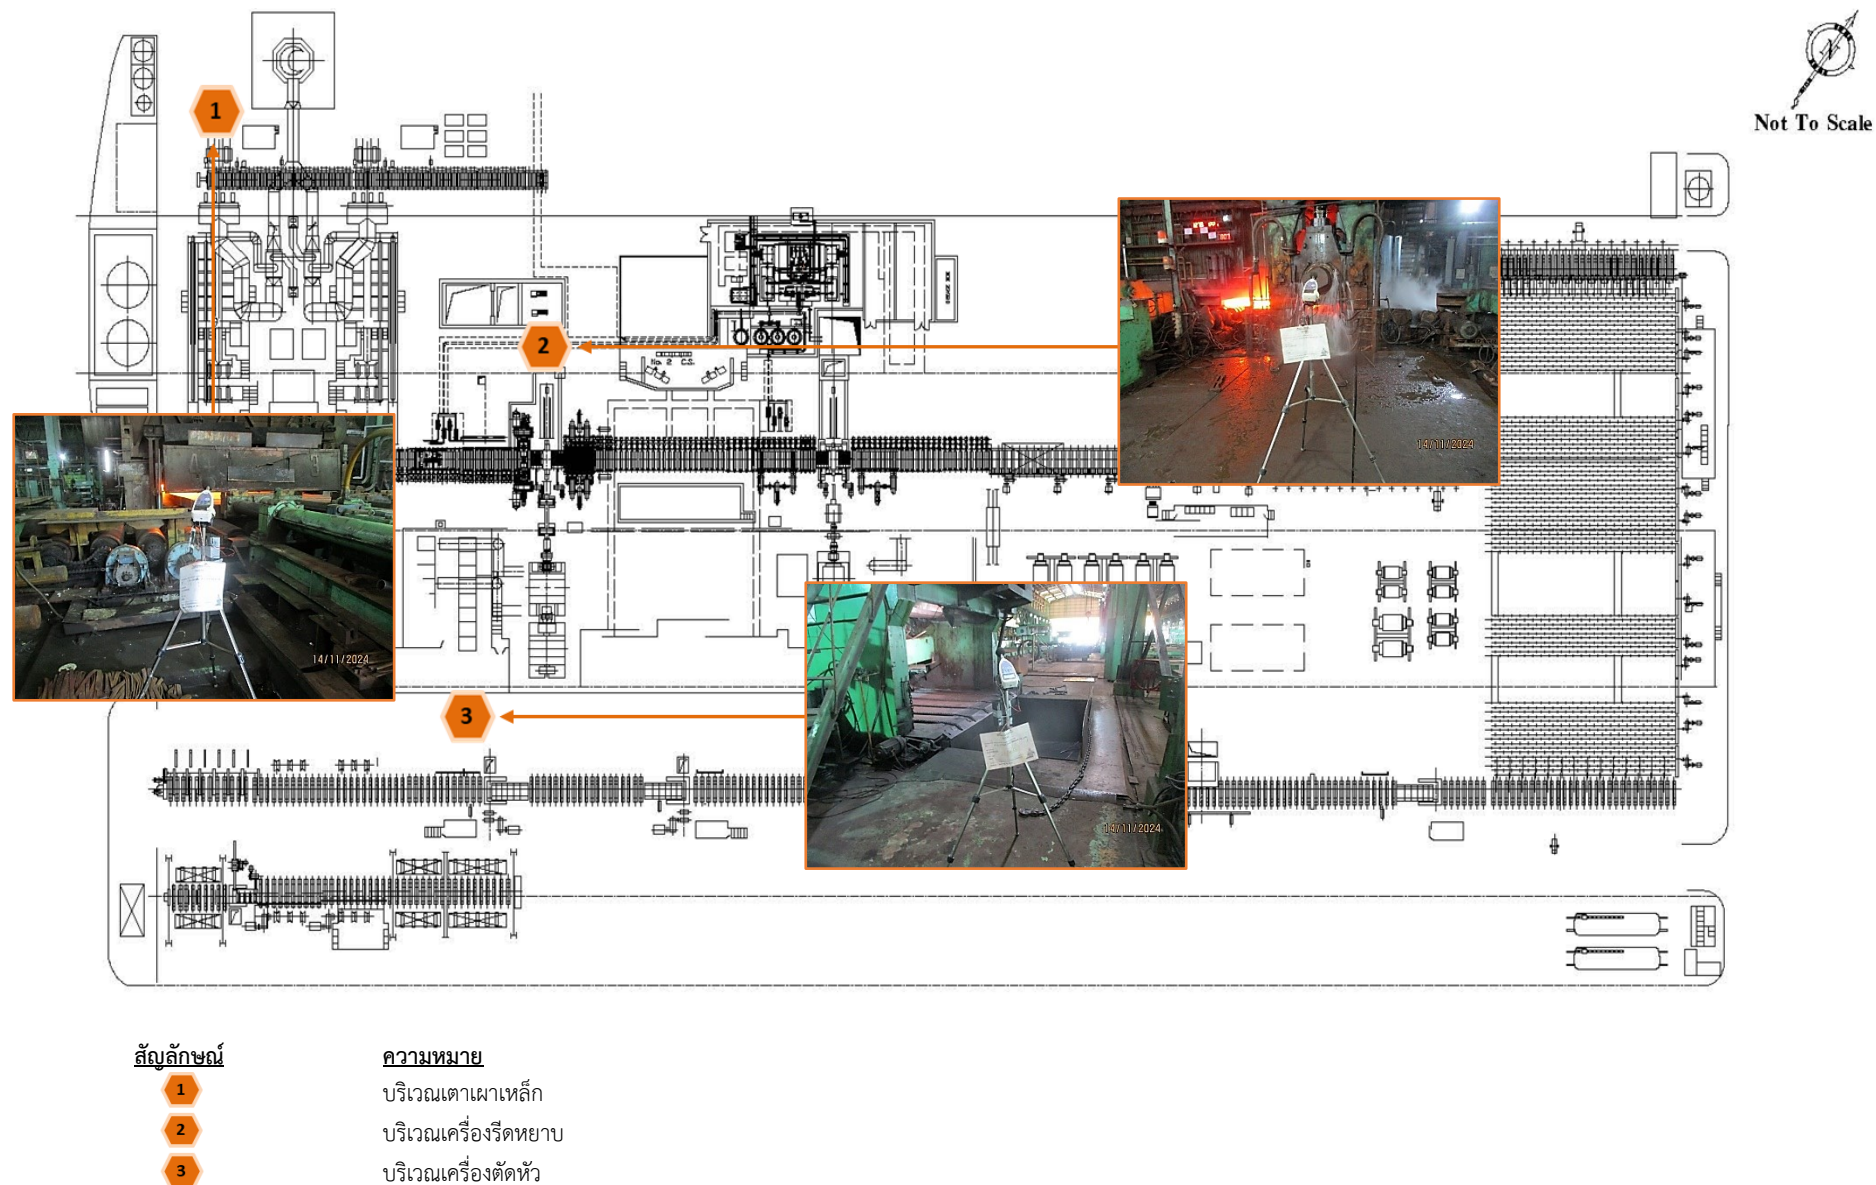 1
Not To Scale
2
No. 2 C.S.
14/11/2024
14/11/2024
3
14/11/2024
สัญลักษณ์ ความหมาย
1 บริเวณเตาเผาเหล็ก
2 บริเวณเครื่องรีดหยาบ
3 บริเวณเครื่องตัดหัว